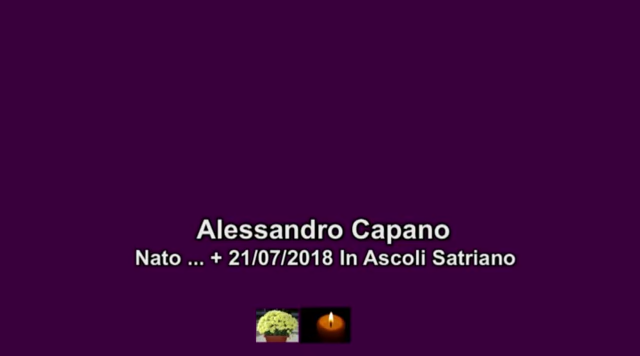 Alessandro Capano
Nato ... + 21/07/2018 In Ascoli Satriano